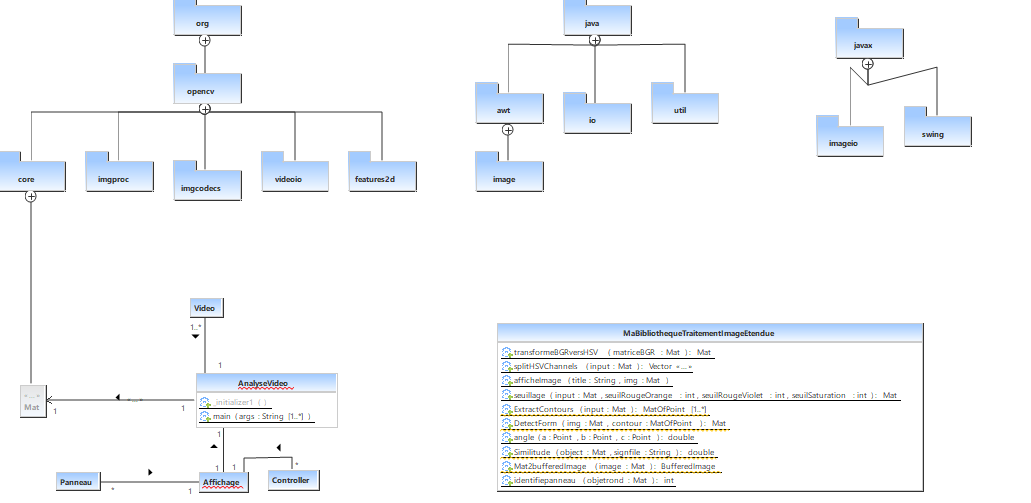 org
java
javax
opencv
awt
io
util
imageio
swing
core
imgproc
imgcodecs
videoio
features2d
image
Video
1..*
1
AnalyseVideo
_initializer1 ( )
main (args : String [1..*] )
«...»
Mat
1
«...»
1
1
1
1
*
Panneau
*
1
Affichage
Controller
MaBibliothequeTraitementImageEtendue
transformeBGRversHSV ( matriceBGR : Mat ): Mat
splitHSVChannels (input : Mat ): Vector «...»
afficheImage (title : String , img : Mat )
seuillage (input : Mat , seuilRougeOrange : int , seuilRougeViolet : int , seuilSaturation : int ): Mat
ExtractContours (input : Mat ): MatOfPoint [1..*]
DetectForm (img : Mat , contour : MatOfPoint ): Mat
angle (a : Point , b : Point , c : Point ): double
Similitude (object : Mat , signfile : String ): double
Mat2bufferedImage (image : Mat ): BufferedImage
identifiepanneau (objetrond : Mat ): int